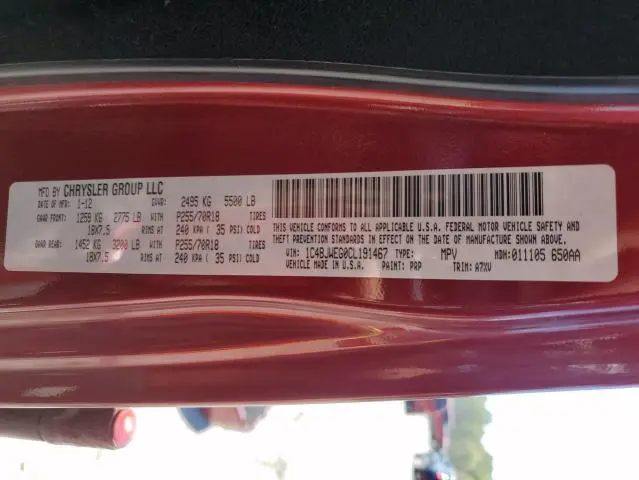 MFD BY CHRYSLER GROUP LLC
DATE OF MFR: 1-12 GVWR: 2495 KG 5500 LB
GAWR FRONT: 1259 KG 2775 LB WITH P255/70R18 TIRES
18X7.5 RIMS AT 240 KPA ( 35 PSI) COLD
GAWR REAR: 1452 KG 3200 LB WITH P255/70R18 TIRES
18X7.5 RIMS AT 240 KPA ( 35 PSI) COLD
THIS VEHICLE CONFORMS TO ALL APPLICABLE U.S.A. FEDERAL MOTOR VEHICLE SAFETY AND
THEFT PREVENTION STANDARDS IN EFFECT ON THE DATE OF MANUFACTURE SHOWN ABOVE.
VIN: 1C4BJWEG0CL191467 TYPE: MPV MDH: 011105 650AA
VEHICLE MADE IN U.S.A. PAINT: PRP TRIM: A7XV